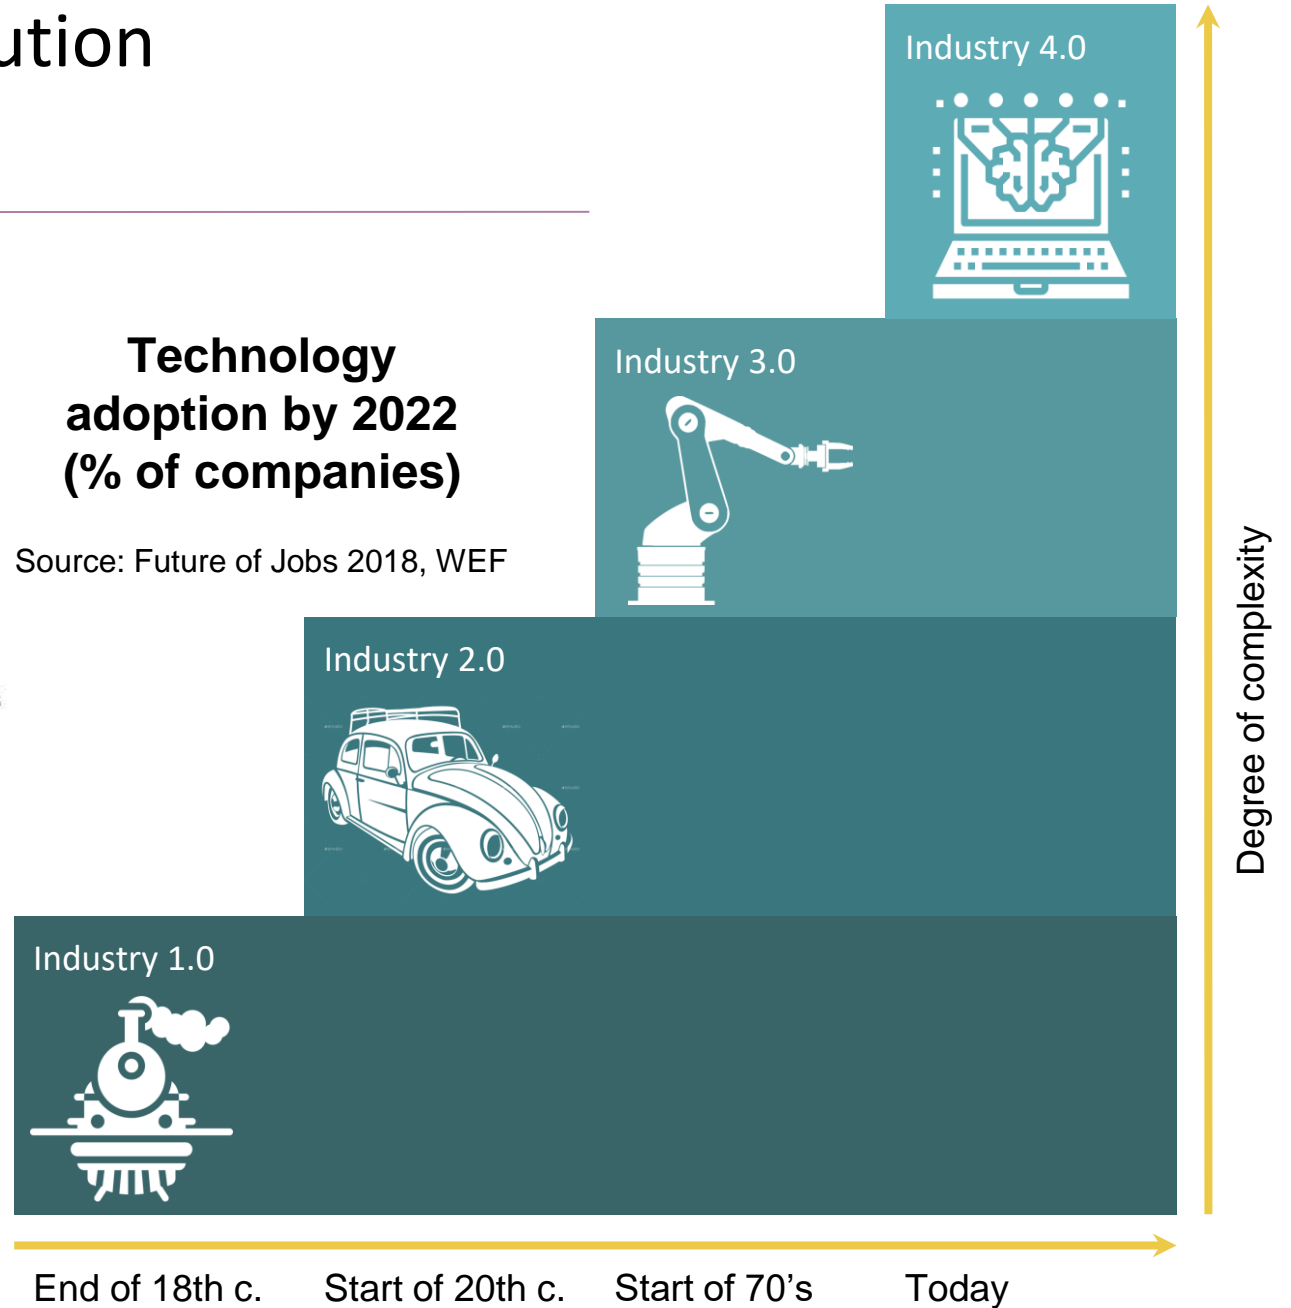 ution
Industry 4.0
Technology
adoption by 2022
(% of companies)
Source: Future of Jobs 2018, WEF
Industry 3.0
Industry 2.0
Industry 1.0
Degree of complexity
End of 18th c.
Start of 20th c.
Start of 70’s
Today